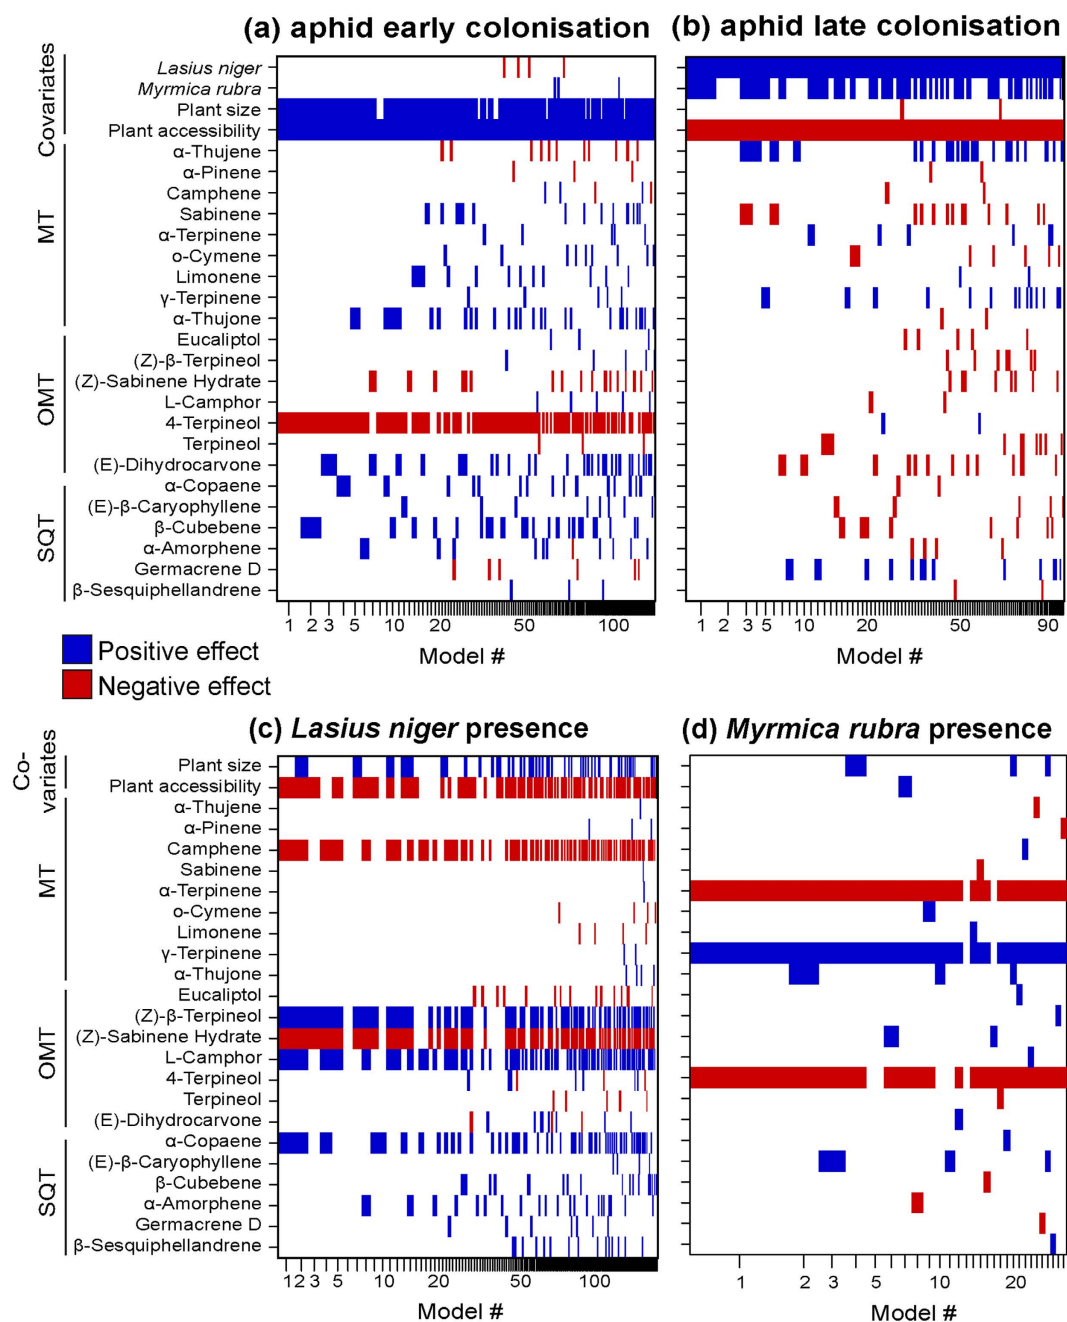 (a) aphid early colonisation
(b) aphid late colonisation
Covariates
Lasius niger
Myrmica rubra
Plant size
Plant accessibility
MT
α-Thujene
α-Pinene
Camphene
Sabinene
α-Terpinene
o-Cymene
Limonene
γ-Terpinene
α-Thujone
OMT
Eucaliptol
(Z)-β-Terpineol
(Z)-Sabinene Hydrate
L-Camphor
4-Terpineol
Terpineol
(E)-Dihydrocarvone
SQT
α-Copaene
(E)-β-Caryophyllene
β-Cubebene
α-Amorphene
Germacrene D
β-Sesquiphellandrene
1 2 3 5 10 20 50 100
1 2 3 5 10 20 50 90
Model #
Model #
Positive effect
Negative effect
(c) Lasius niger presence
(d) Myrmica rubra presence
Co-
variates
Plant size
Plant accessibility
MT
α-Thujene
α-Pinene
Camphene
Sabinene
α-Terpinene
o-Cymene
Limonene
γ-Terpinene
α-Thujone
OMT
Eucaliptol
(Z)-β-Terpineol
(Z)-Sabinene Hydrate
L-Camphor
4-Terpineol
Terpineol
(E)-Dihydrocarvone
SQT
α-Copaene
(E)-β-Caryophyllene
β-Cubebene
α-Amorphene
Germacrene D
β-Sesquiphellandrene
1 2 3 5 10 20 50 100
1 2 3 5 10 20
Model #
Model #